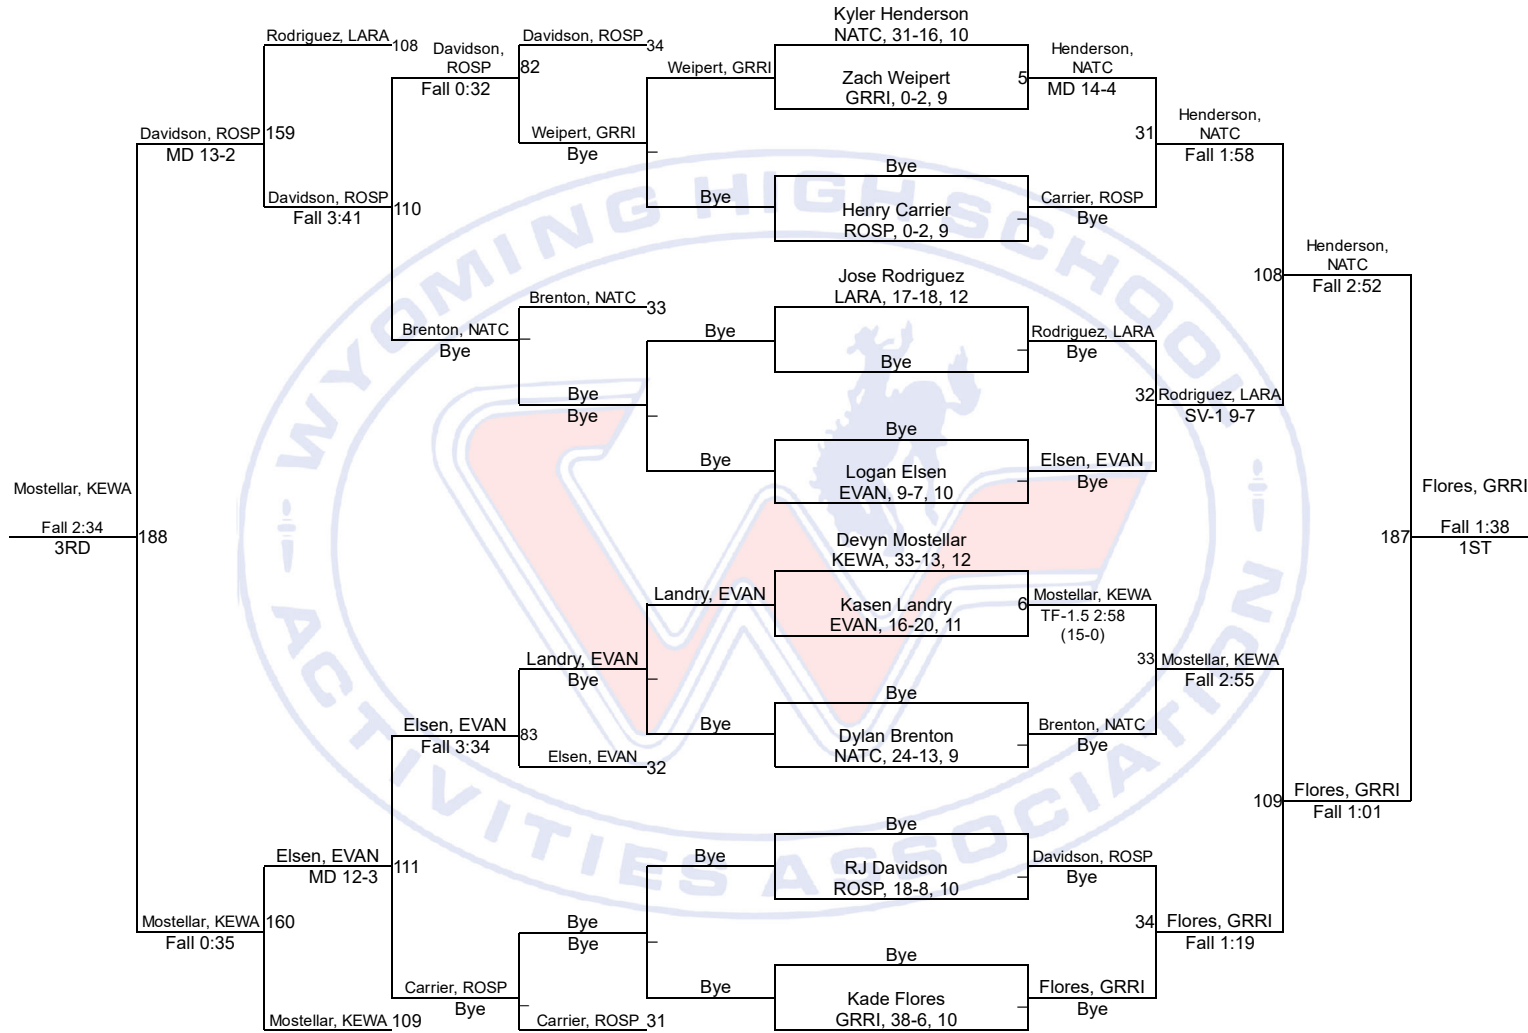 Kyler Henderson
NATC, 31-16, 10
Zach Weipert
GRRI, 0-2, 9
5
Bye
Henry Carrier
ROSP, 0-2, 9
Jose Rodriguez
LARA, 17-18, 12
Bye
Bye
Logan Elsen
EVAN, 9-7, 10
Devyn Mostellar
KEWA, 33-13, 12
Kasen Landry
EVAN, 16-20, 11
6
Bye
Dylan Brenton
NATC, 24-13, 9
Bye
RJ Davidson
ROSP, 18-8, 10
Bye
Kade Flores
GRRI, 38-6, 10
Henderson,
NATC
MD 14-4
31
Carrier, ROSP
Bye
Rodriguez, LARA
Bye
32
Elsen, EVAN
Bye
Mostellar, KEWA
TF-1.5 2:58
(15-0)
33
Brenton, NATC
Bye
Davidson, ROSP
Bye
34
Flores, GRRI
Bye
Henderson,
NATC
Fall 1:58
108
Rodriguez, LARA
SV-1 9-7
Mostellar, KEWA
Fall 2:55
109
Flores, GRRI
Fall 1:19
Henderson,
NATC
Fall 2:52
187
Flores, GRRI
Fall 1:01
Flores, GRRI
Fall 1:38
1ST
Weipert, GRRI
Bye
Bye
Bye
Landry, EVAN
Bye
Bye
Bye
Davidson, ROSP
34
82
Weipert, GRRI
Bye
Brenton, NATC
33
Bye
Bye
Landry, EVAN
Bye
83
Elsen, EVAN
32
Bye
Bye
Carrier, ROSP
31
Davidson,
ROSP
Fall 0:32
110
Brenton, NATC
Bye
Elsen, EVAN
Fall 3:34
111
Carrier, ROSP
Bye
Rodriguez, LARA
108
159
Davidson, ROSP
Fall 3:41
Elsen, EVAN
MD 12-3
160
Mostellar, KEWA
109
Davidson, ROSP
MD 13-2
188
Mostellar, KEWA
Fall 0:35
Mostellar, KEWA
Fall 2:34
3RD
WYOMING HIGH SCHOOL
ACTIVITIES ASSOCIATION